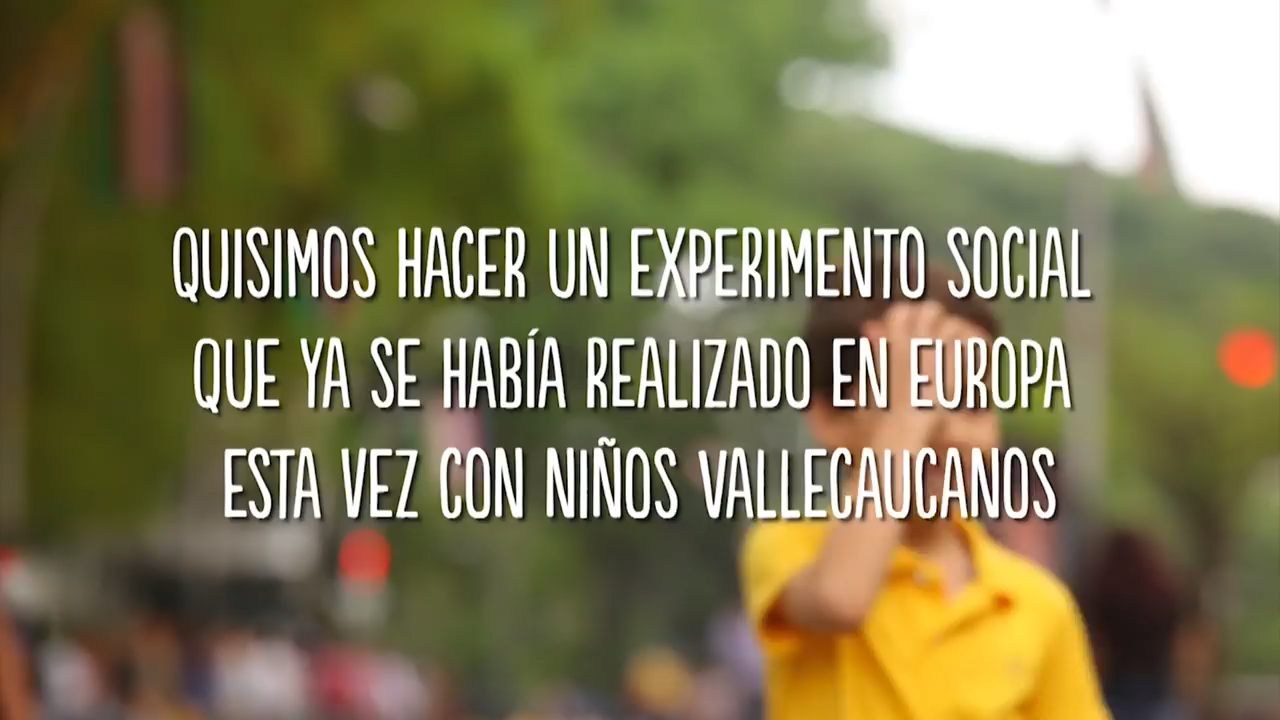 QUISIMOS HACER UN EXPERIMENTO SOCIAL
QUE YA SE HABÍA REALIZADO EN EUROPA
ESTA VEZ CON NIÑOS VALLECAUCANOS